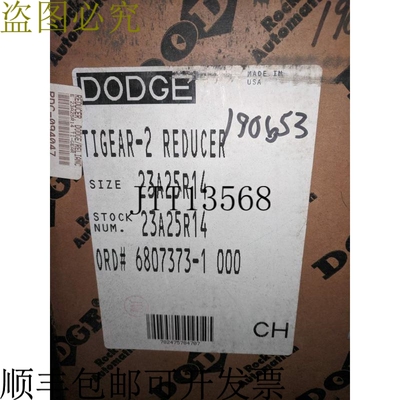 盗图必究
DODGE
MADE IN
USA
190653
TIGEAR-2 REDUCER
SIZE 23A25R14
JTT13568
STOCK
NUM. 23A25R14
ORD# 6807373-1 000
CH
顺丰包邮可开发票